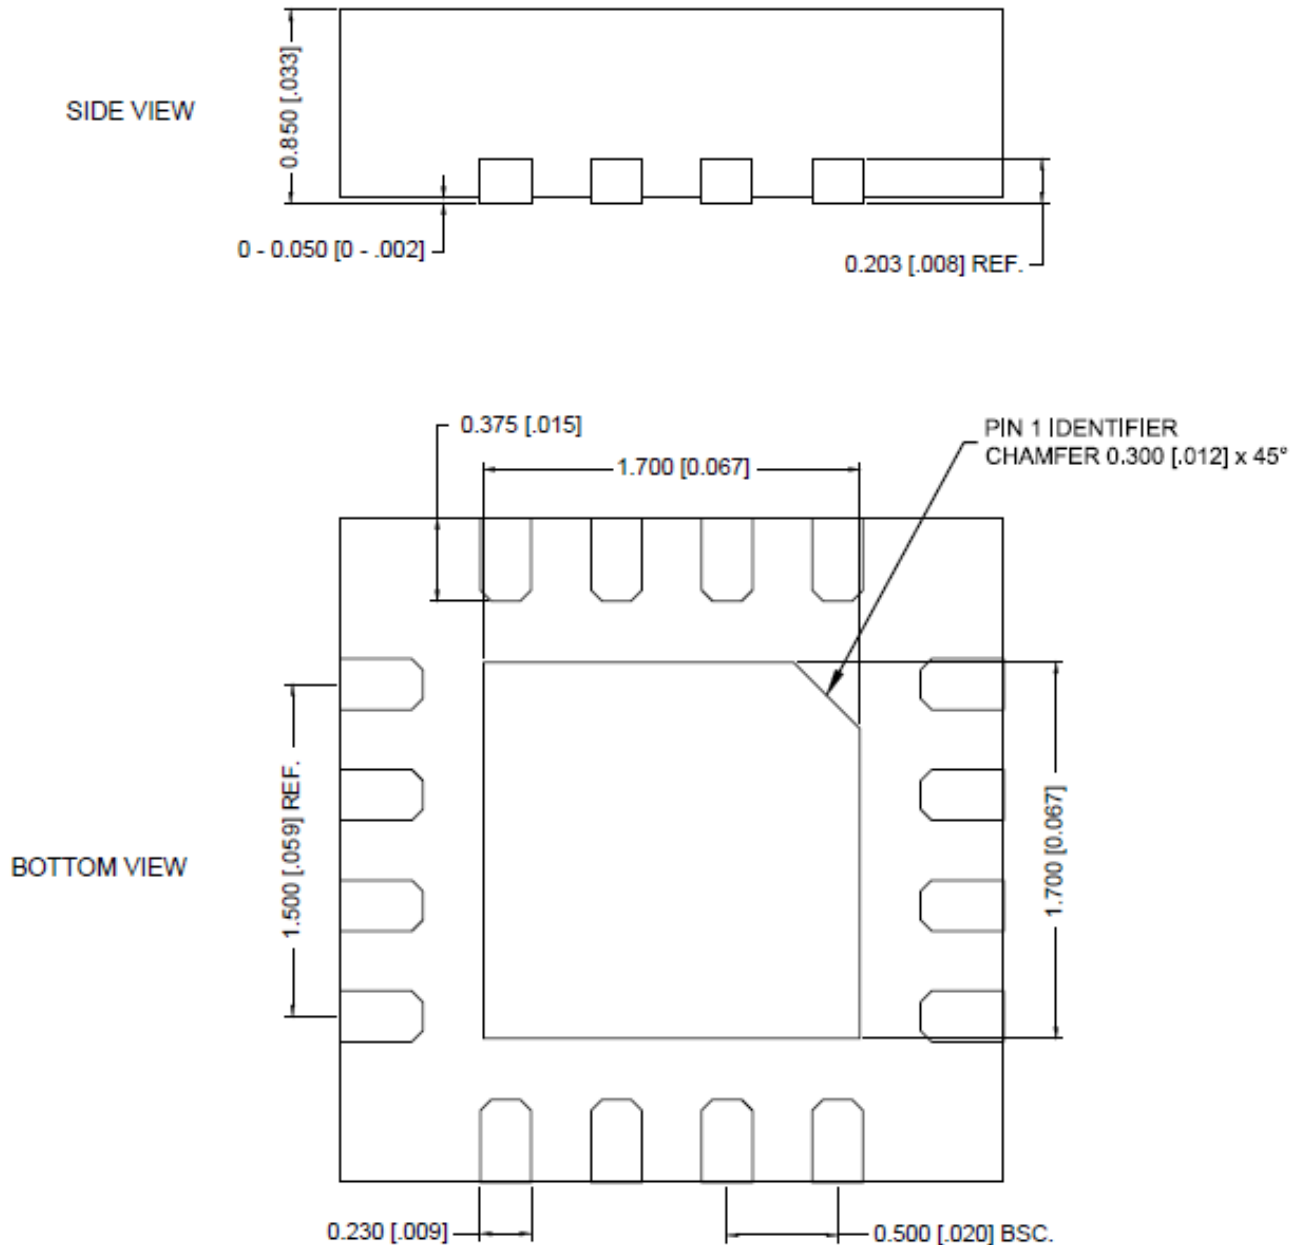 0.850 [.033]
SIDE VIEW
0 - 0.050 [0 - .002]
0.203 [.008] REF.
0.375 [.015]
1.700 [0.067]
PIN 1 IDENTIFIER
CHAMFER 0.300 [.012] x 45°
1.500 [.059] REF.
1.700 [0.067]
BOTTOM VIEW
0.230 [.009]
0.500 [.020] BSC.